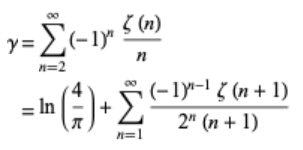 γ = ∑_{n=2}^{∞} (-1)^n ζ(n)/n
= ln(4/π) + ∑_{n=1}^{∞} (-1)^{n-1} ζ(n+1)/(2^n (n+1))